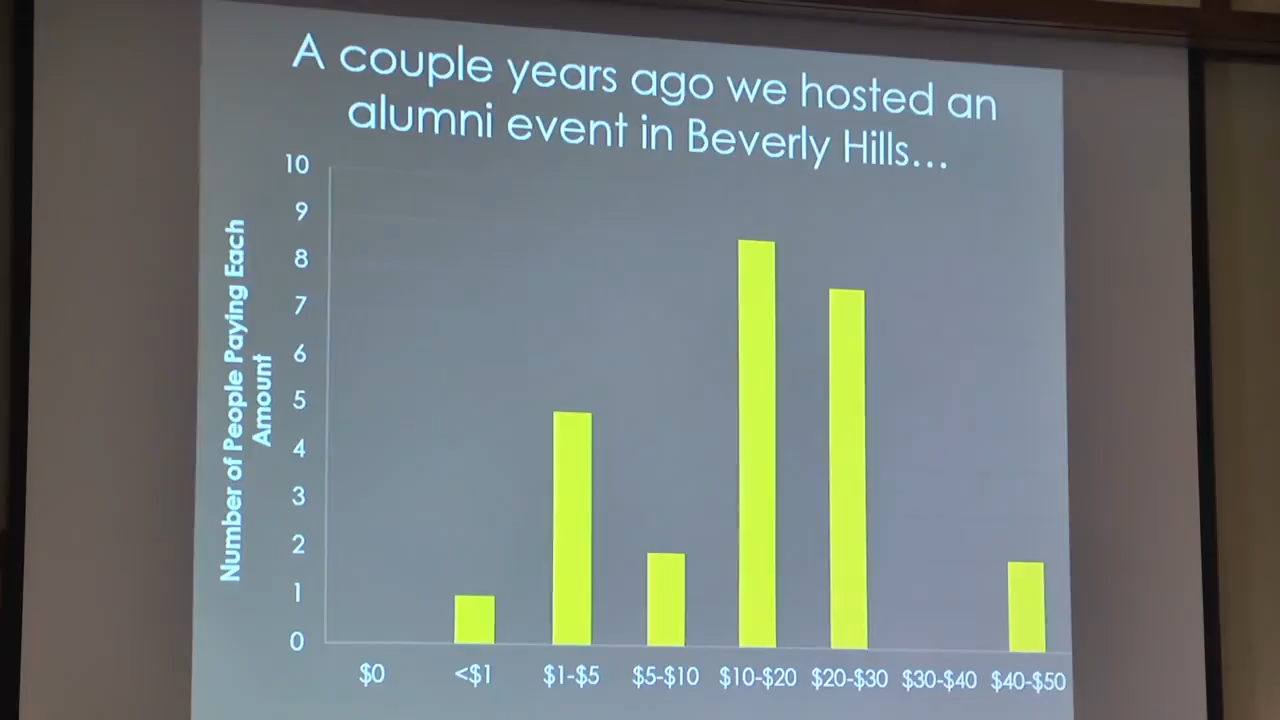 A couple years ago we hosted an
alumni event in Beverly Hills...
Number of People Paying Each
Amount
10
9
8
7
6
5
4
3
2
1
0
$0 <$1 $1-$5 $5-$10 $10-$20 $20-$30 $30-$40 $40-$50